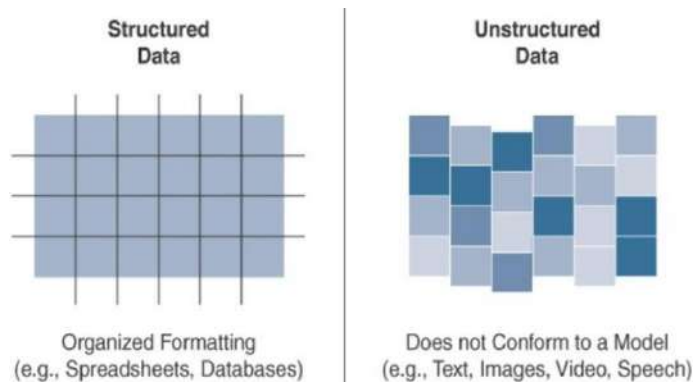 Structured
Data
Organized Formatting
(e.g., Spreadsheets, Databases)
Unstructured
Data
Does not Conform to a Model
(e.g., Text, Images, Video, Speech)